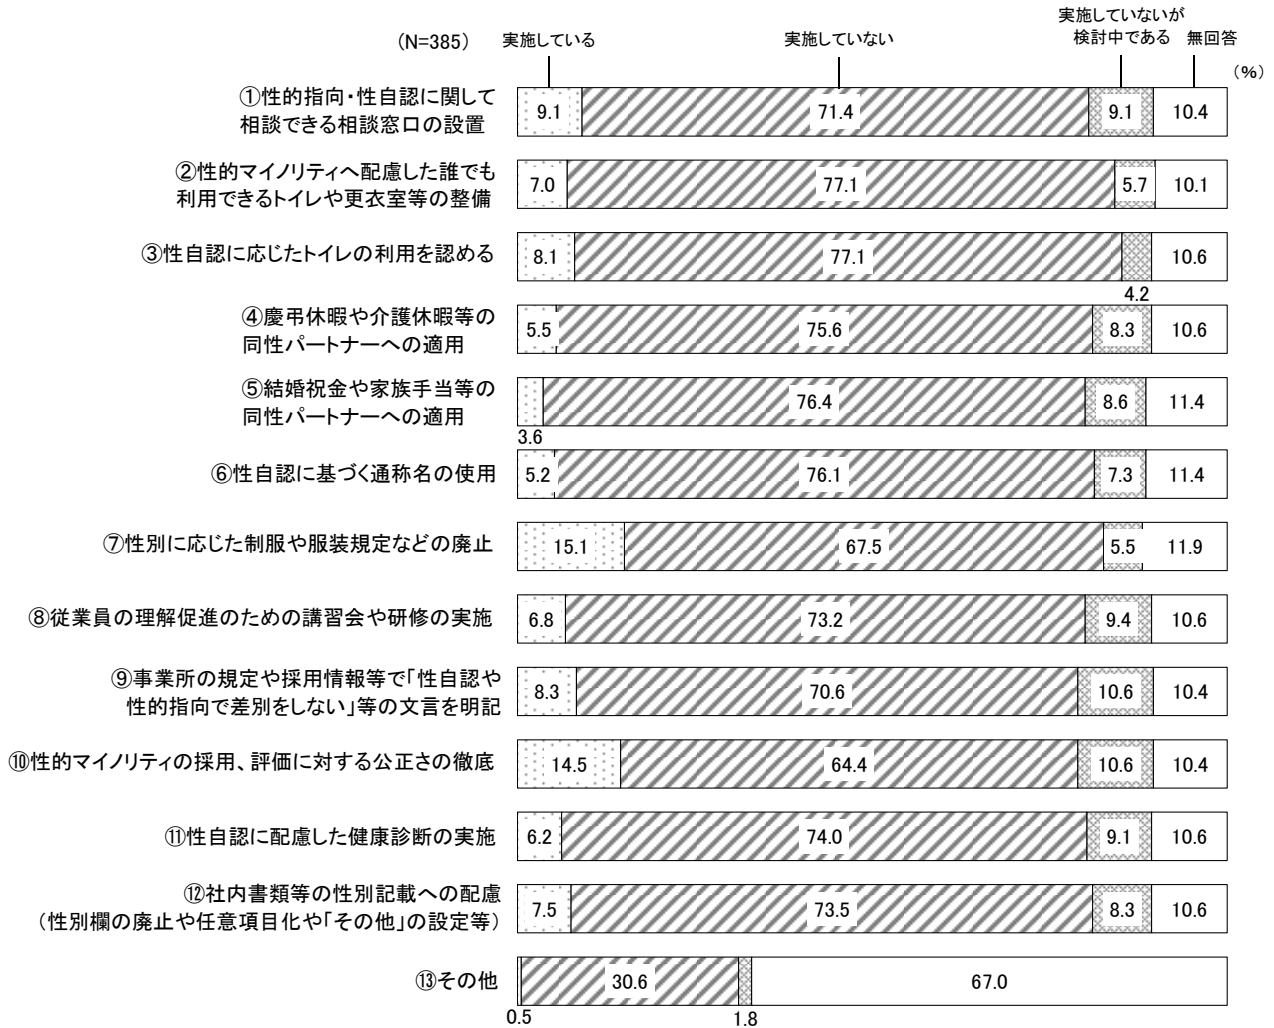 (N=385)
実施している
実施していない
実施していないが
検討中である
無回答
(%)
①性的指向・性自認に関して
相談できる相談窓口の設置
9.1 71.4 9.1 10.4
②性的マイノリティへ配慮した誰でも
利用できるトイレや更衣室等の整備
7.0 77.1 5.7 10.1
③性自認に応じたトイレの利用を認める
8.1 77.1 10.6
4.2
④慶弔休暇や介護休暇等の
同性パートナーへの適用
5.5 75.6 8.3 10.6
⑤結婚祝金や家族手当等の
同性パートナーへの適用
76.4 8.6 11.4
3.6
⑥性自認に基づく通称名の使用
5.2 76.1 7.3 11.4
⑦性別に応じた制服や服装規定などの廃止
15.1 67.5 5.5 11.9
⑧従業員の理解促進のための講習会や研修の実施
6.8 73.2 9.4 10.6
⑨事業所の規定や採用情報等で「性自認や
性的指向で差別をしない」等の文言を明記
8.3 70.6 10.6 10.4
⑩性的マイノリティの採用、評価に対する公正さの徹底
14.5 64.4 10.6 10.4
⑪性自認に配慮した健康診断の実施
6.2 74.0 9.1 10.6
⑫社内書類等の性別記載への配慮
(性別欄の廃止や任意項目化や「その他」の設定等)
7.5 73.5 8.3 10.6
⑬その他
30.6 67.0
0.5 1.8